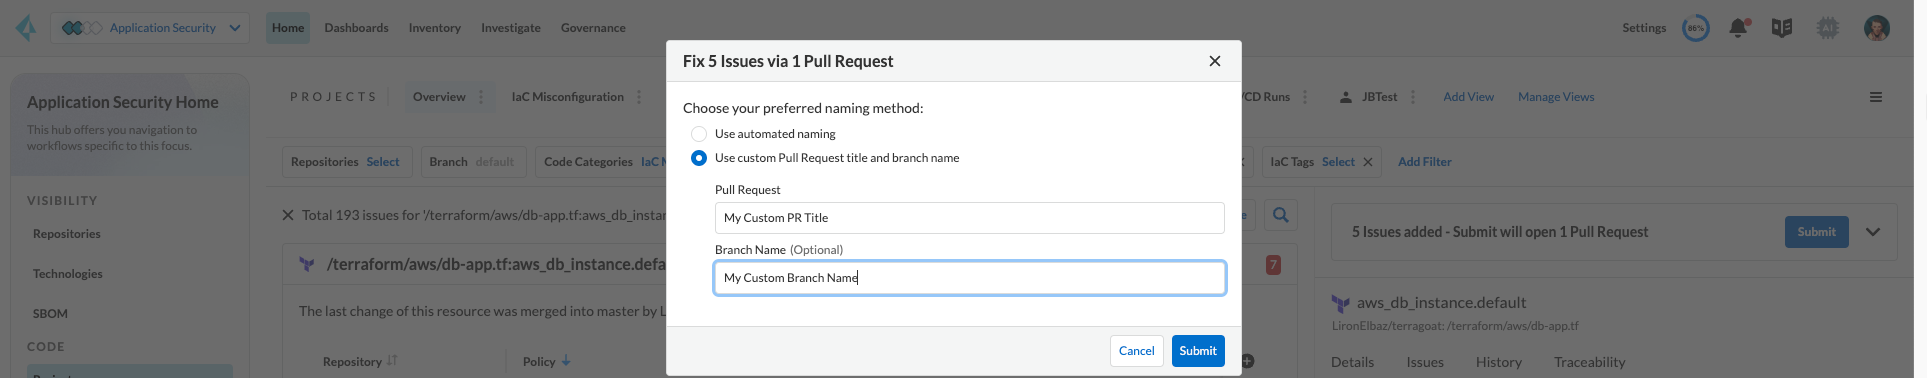 Application Security
Home
Dashboards
Inventory
Investigate
Governance
Settings
86%
AI
Application Security Home
This hub offers you navigation to
workflows specific to this focus.
VISIBILITY
Repositories
Technologies
SBOM
CODE
PROJECTS
Overview
IaC Misconfiguration
/CD Runs
JBTest
Add View
Manage Views
Repositories Select
Branch default
Code Categories IaC M
IaC Tags Select
Add Filter
Total 193 issues for '/terraform/aws/db-app.tf:aws_db_instan
/terraform/aws/db-app.tf:aws_db_instance.defa
7
The last change of this resource was merged into master by L
Repository
Policy
Fix 5 Issues via 1 Pull Request
Choose your preferred naming method:
Use automated naming
Use custom Pull Request title and branch name
Pull Request
My Custom PR Title
Branch Name (Optional)
My Custom Branch Name
Cancel
Submit
5 Issues added - Submit will open 1 Pull Request
Submit
aws_db_instance.default
LironElbaz/terragoat: /terraform/aws/db-app.tf
Details
Issues
History
Traceability